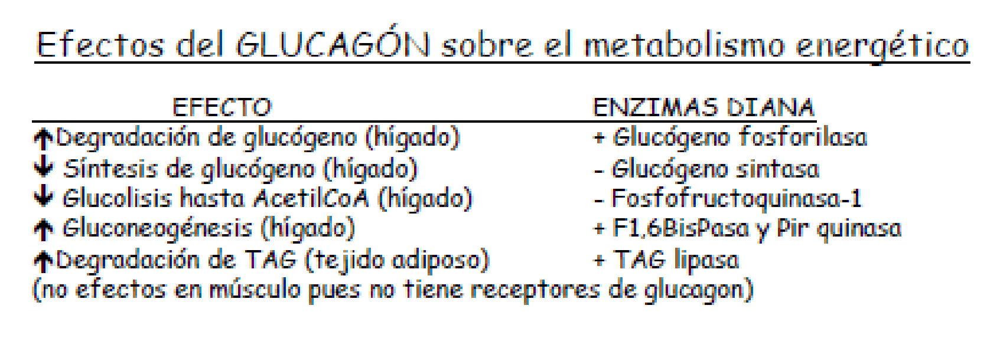 Efectos del GLUCAGÓN sobre el metabolismo energético
EFECTO ENZIMAS DIANA
↑Degradación de glucógeno (hígado) + Glucógeno fosforilasa
↓ Síntesis de glucógeno (hígado) - Glucógeno sintasa
↓ Glucolisis hasta AcetilCoA (hígado) - Fosfofructoquinasa-1
↑ Gluconeogénesis (hígado) + F1,6BisPasa y Pir quinasa
↑Degradación de TAG (tejido adiposo) + TAG lipasa
(no efectos en músculo pues no tiene receptores de glucagon)